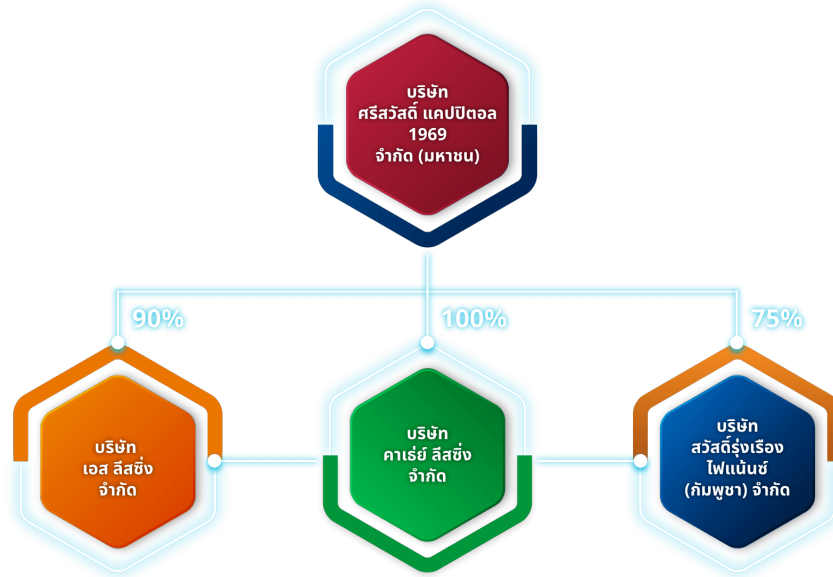 บริษัท
ศรีสวัสดิ์ แคปปิตอล
1969
จำกัด (มหาชน)
90%
100%
75%
บริษัท
เอส ลีสซิ่ง
จำกัด
บริษัท
คาเธ่ย์ ลีสซิ่ง
จำกัด
บริษัท
สวัสดิ์รุ่งเรือง
ไฟแน้นซ์
(กัมพูชา) จำกัด